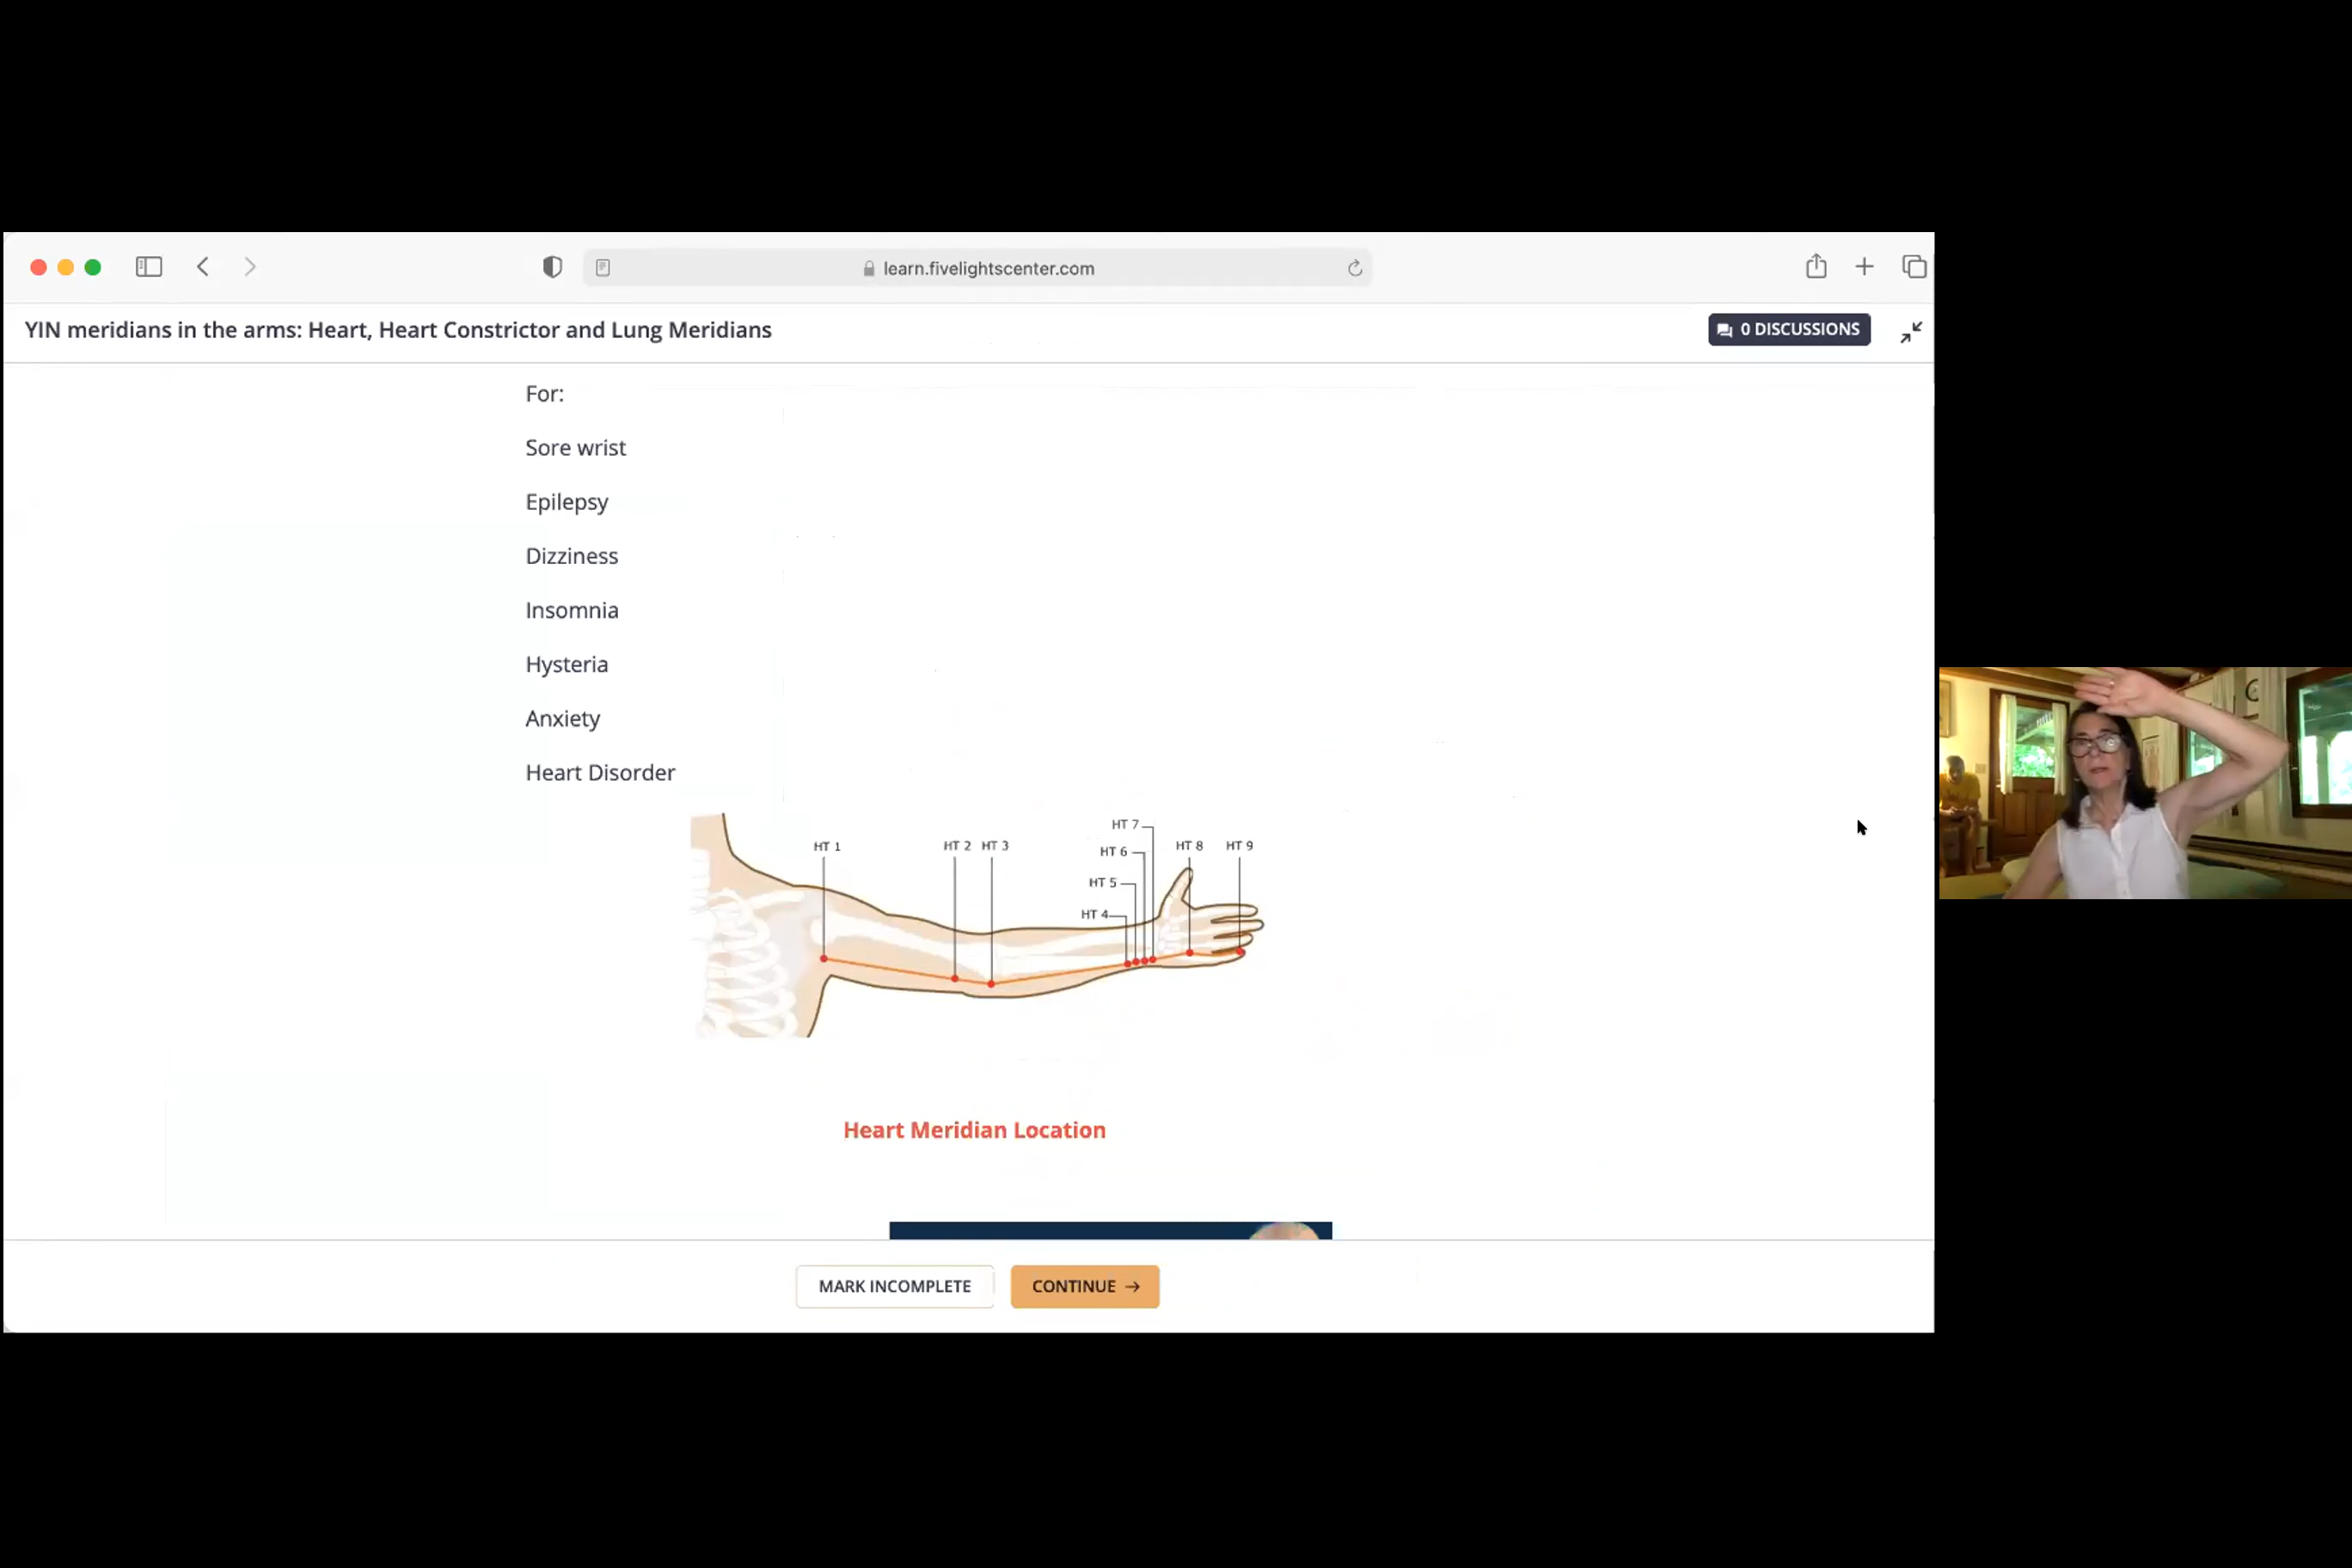 learn.fivelightscenter.com
YIN meridians in the arms: Heart, Heart Constrictor and Lung Meridians
0 DISCUSSIONS
For:
Sore wrist
Epilepsy
Dizziness
Insomnia
Hysteria
Anxiety
Heart Disorder
HT 1
HT 2
HT 3
HT 4
HT 5
HT 6
HT 7
HT 8
HT 9
Heart Meridian Location
MARK INCOMPLETE
CONTINUE →